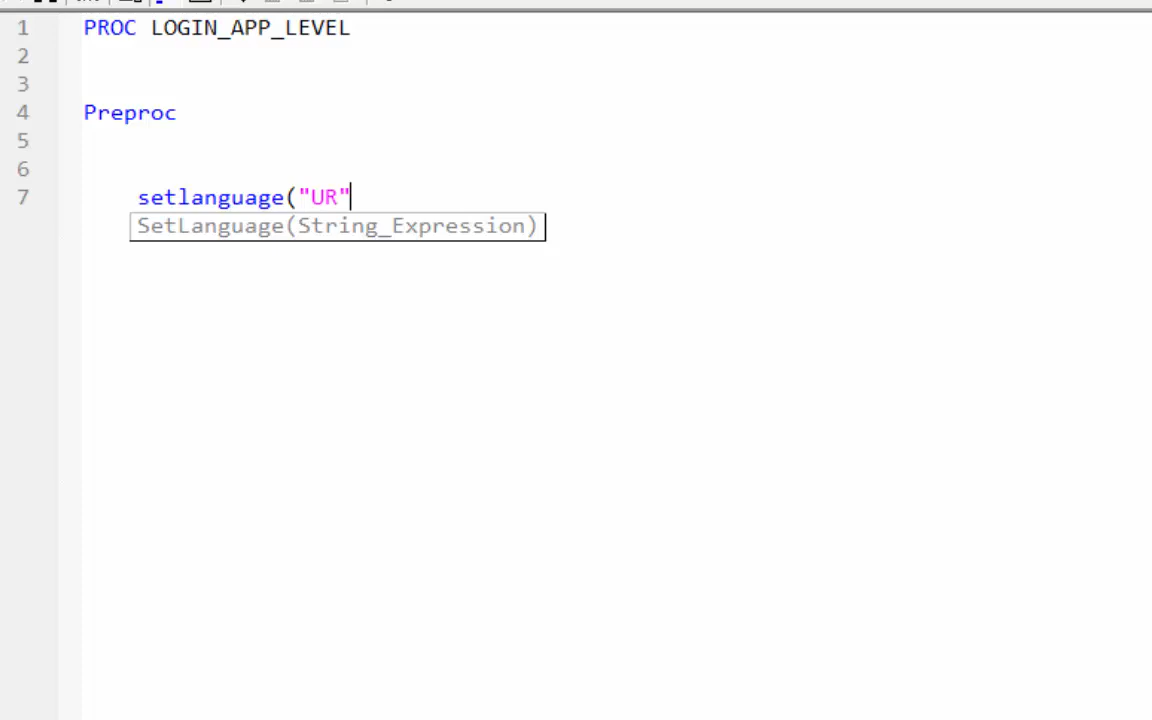 1 PROC LOGIN_APP_LEVEL
2
3
4 Preproc
5
6
7 setlanguage("UR"
SetLanguage(String_Expression)